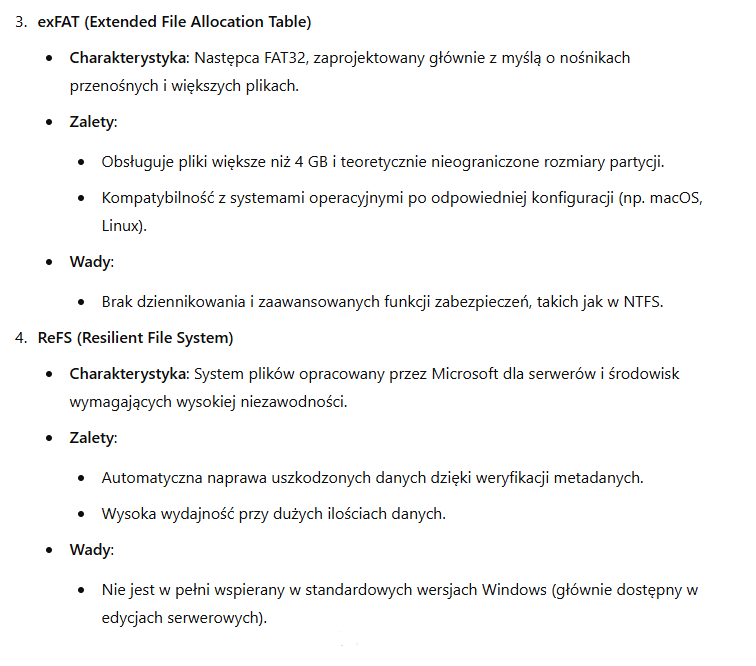 3. exFAT (Extended File Allocation Table)
• Charakterystyka: Następca FAT32, zaprojektowany głównie z myślą o nośnikach
przenośnych i większych plikach.
• Zalety:
• Obsługuje pliki większe niż 4 GB i teoretycznie nieograniczone rozmiary partycji.
• Kompatybilność z systemami operacyjnymi po odpowiedniej konfiguracji (np. macOS,
Linux).
• Wady:
• Brak dziennikowania i zaawansowanych funkcji zabezpieczeń, takich jak w NTFS.
4. ReFS (Resilient File System)
• Charakterystyka: System plików opracowany przez Microsoft dla serwerów i środowisk
wymagających wysokiej niezawodności.
• Zalety:
• Automatyczna naprawa uszkodzonych danych dzięki weryfikacji metadanych.
• Wysoka wydajność przy dużych ilościach danych.
• Wady:
• Nie jest w pełni wspierany w standardowych wersjach Windows (głównie dostępny w
edycjach serwerowych).